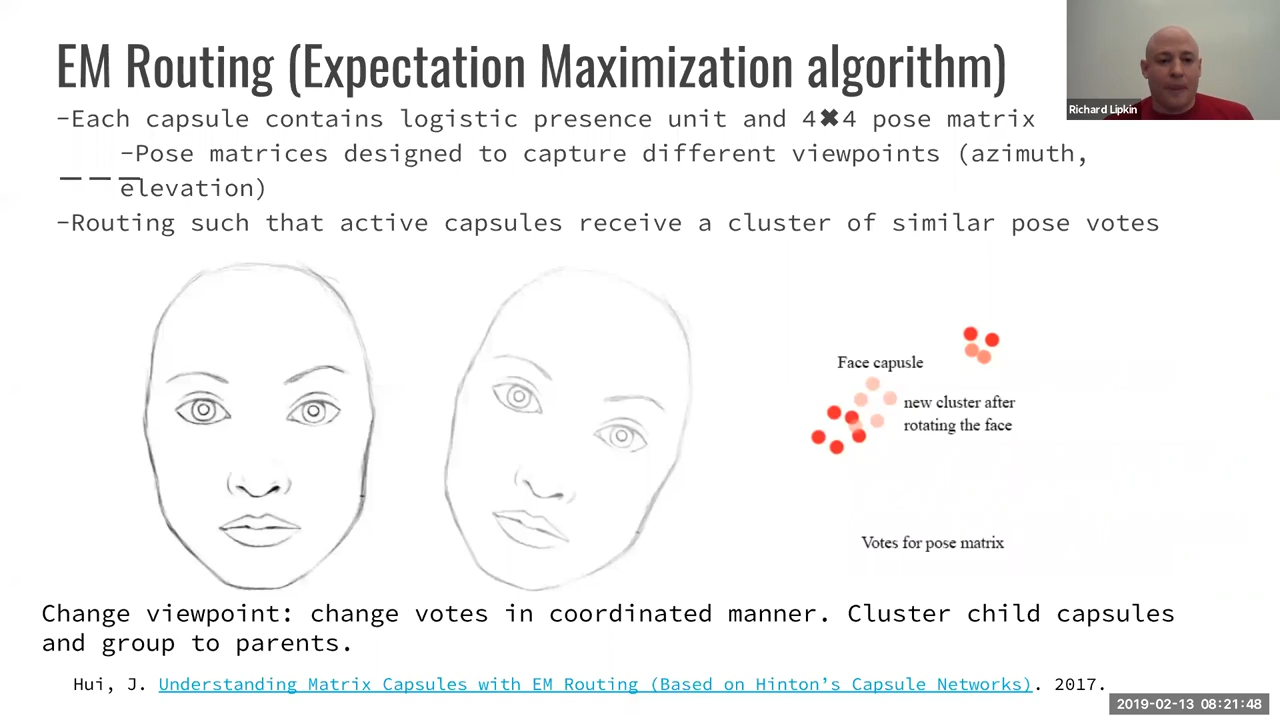 EM Routing (Expectation Maximization algorithm)
Richard Lipkin
-Each capsule contains logistic presence unit and 4✖4 pose matrix
-Pose matrices designed to capture different viewpoints (azimuth,
elevation)
-Routing such that active capsules receive a cluster of similar pose votes
Face capusle
new cluster after
rotating the face
Votes for pose matrix
Change viewpoint: change votes in coordinated manner. Cluster child capsules
and group to parents.
Hui, J. Understanding Matrix Capsules with EM Routing (Based on Hinton's Capsule Networks). 2017.
2019-02-13 08:21:48